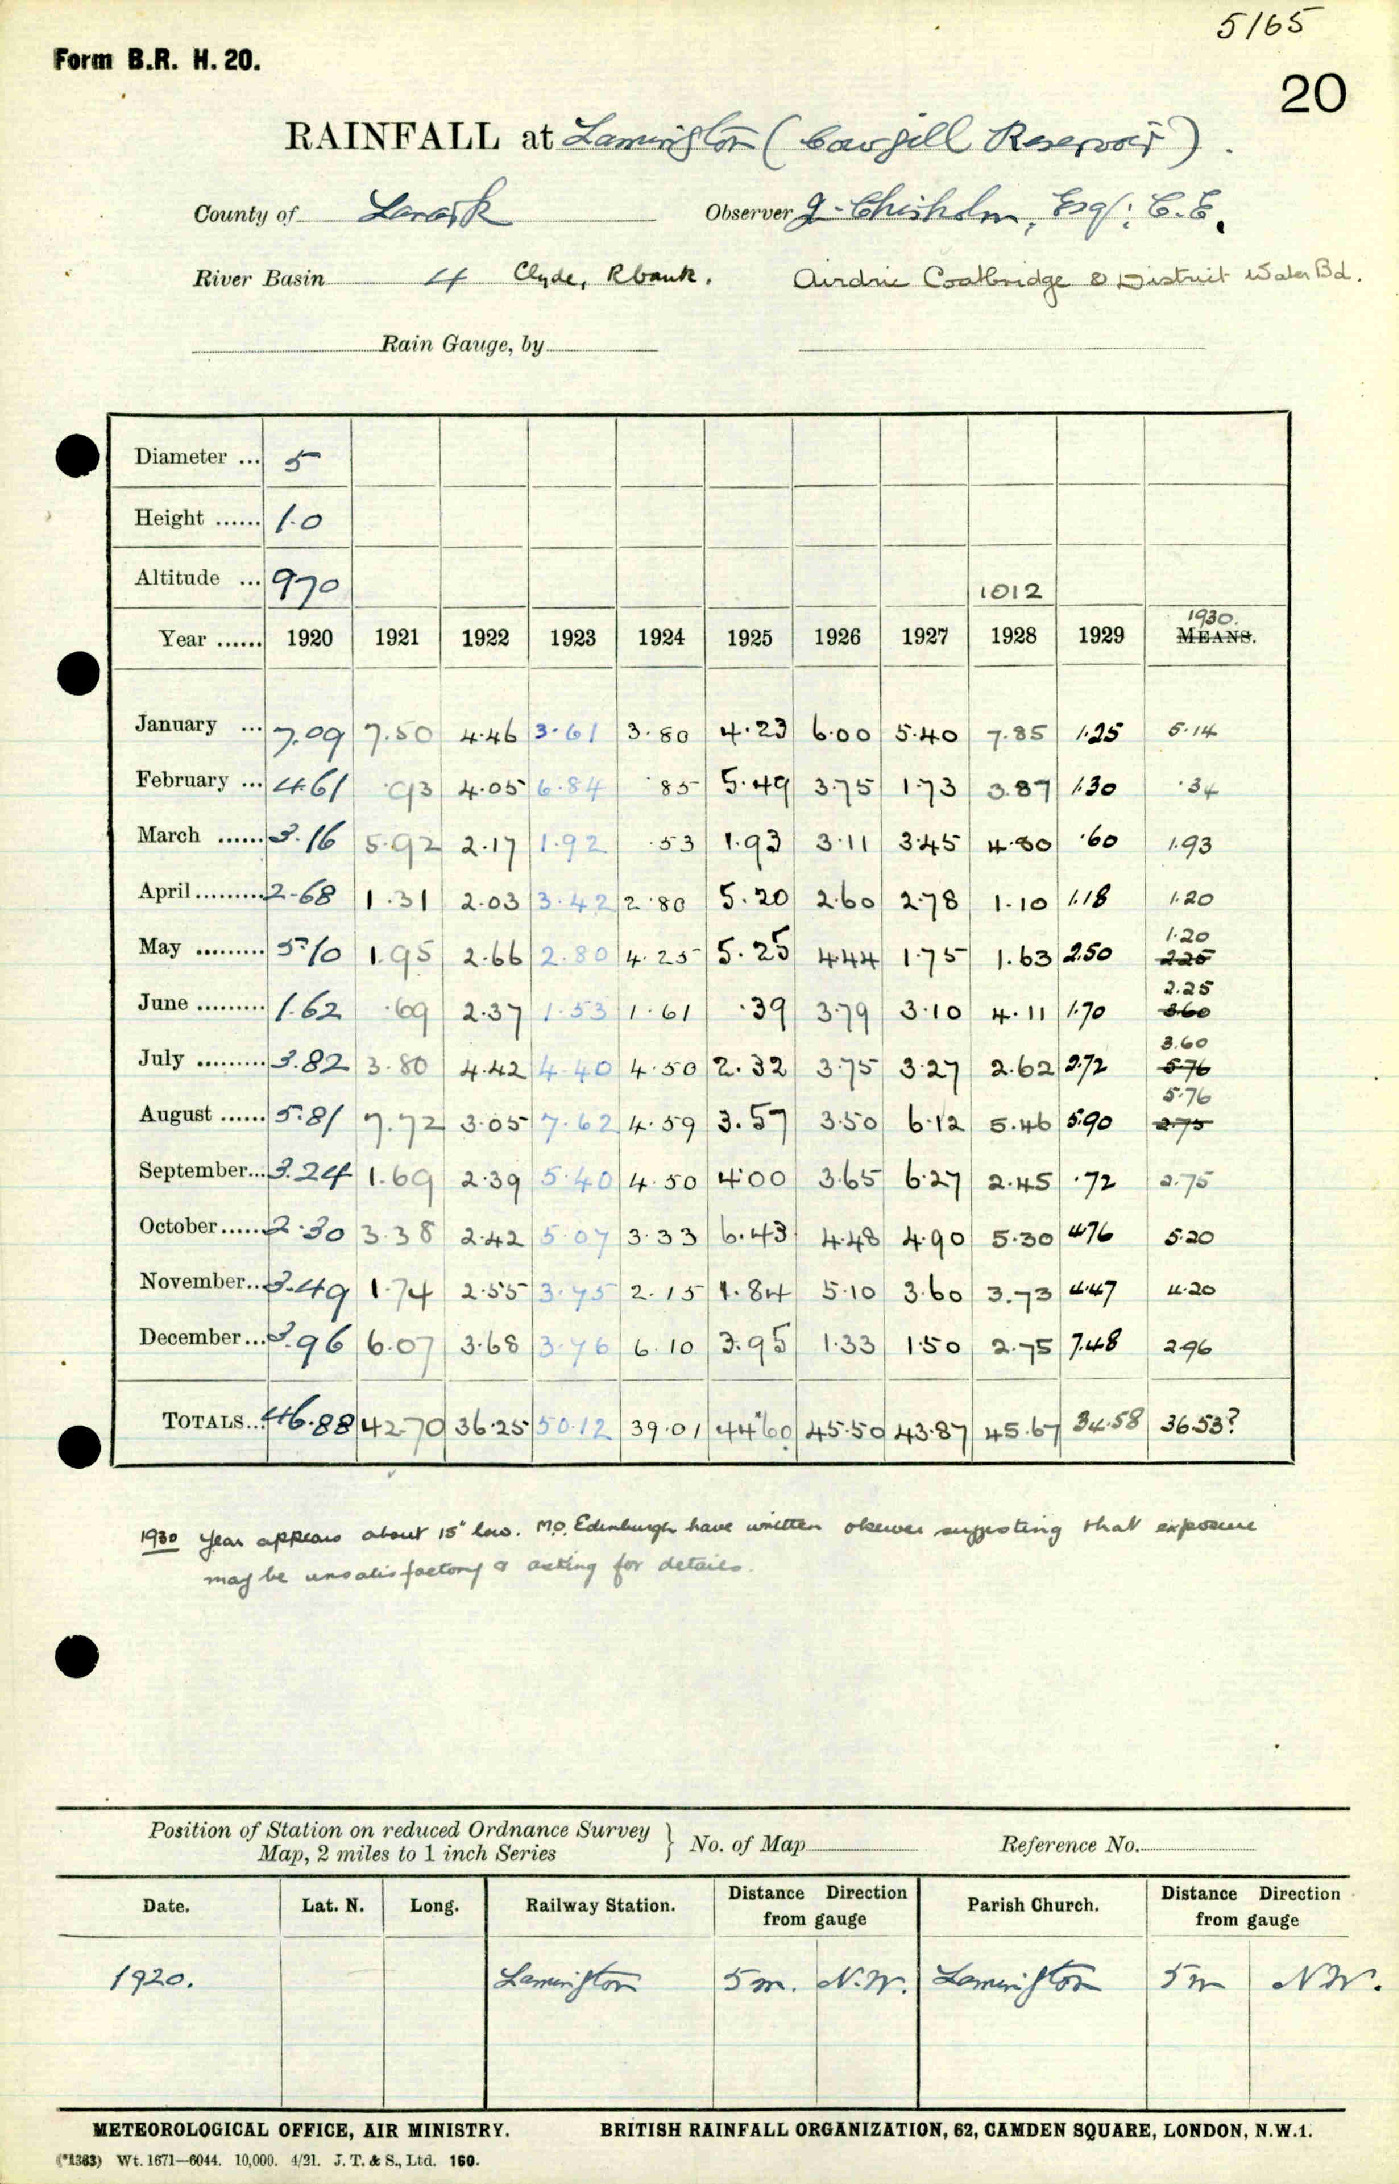 5165
Form B.R. H. 20.
20
RAINFALL at Lamington (Cowgill Reservoir).
County of Lanark Observer J. Chisholm, Esq: C.E.
River Basin 4 Clyde, R bank. Airdrie Coatbridge & District Water Bd.
Rain Gauge, by
Diameter ... 5
Height ...... 1.0
Altitude ... 970 1012
Year ...... 1920 1921 1922 1923 1924 1925 1926 1927 1928 1929 1930. MEANS.
January ... 7.09 7.50 4.46 3.61 3.80 4.23 6.00 5.40 7.85 1.25 5.14
February ... 4.61 .93 4.05 6.84 .85 5.49 3.75 1.73 3.87 1.30 .34
March ...... 3.16 5.92 2.17 1.92 .53 1.93 3.11 3.45 4.80 .60 1.93
April ......... 2.68 1.31 2.03 3.42 2.80 5.20 2.60 2.78 1.10 1.18 1.20
May ......... 5.10 1.95 2.66 2.80 4.25 5.25 4.44 1.75 1.63 2.50 1.20 2.25
June ......... 1.62 .69 2.37 1.53 1.61 .39 3.79 3.10 4.11 1.70 2.25 3.60
July ......... 3.82 3.80 4.42 4.40 4.50 2.32 3.75 3.27 2.62 2.72 3.60 5.76
August ...... 5.81 7.72 3.05 7.62 4.59 3.57 3.50 6.12 5.46 5.90 5.76 2.75
September... 3.24 1.69 2.39 5.40 4.50 4.00 3.65 6.27 2.45 .72 2.75
October ...... 2.30 3.38 2.42 5.07 3.33 6.43 4.48 4.90 5.30 4.76 5.20
November... 3.49 1.74 2.55 3.75 2.15 1.84 5.10 3.60 3.73 4.47 4.20
December ... 3.96 6.07 3.68 3.76 6.10 3.95 1.33 1.50 2.75 7.48 2.96
TOTALS... 46.88 42.70 36.25 50.12 39.01 44.60 45.50 43.87 45.67 34.58 36.53?
1930 Year appears about 15" low. M.O. Edinburgh have written observer suggesting that exposure
may be unsatisfactory & asking for details.
Position of Station on reduced Ordnance Survey
Map, 2 miles to 1 inch Series } No. of Map Reference No.
Date. Lat. N. Long. Railway Station. Distance Direction from gauge Parish Church. Distance Direction from gauge
1920. Lamington 5 m. N.W. Lamington 5 m N.W.
METEOROLOGICAL OFFICE, AIR MINISTRY. BRITISH RAINFALL ORGANIZATION, 62, CAMDEN SQUARE, LONDON, N.W.1.
(*1383) Wt. 1671—6044. 10,000. 4/21. J. T. & S., Ltd. 160.